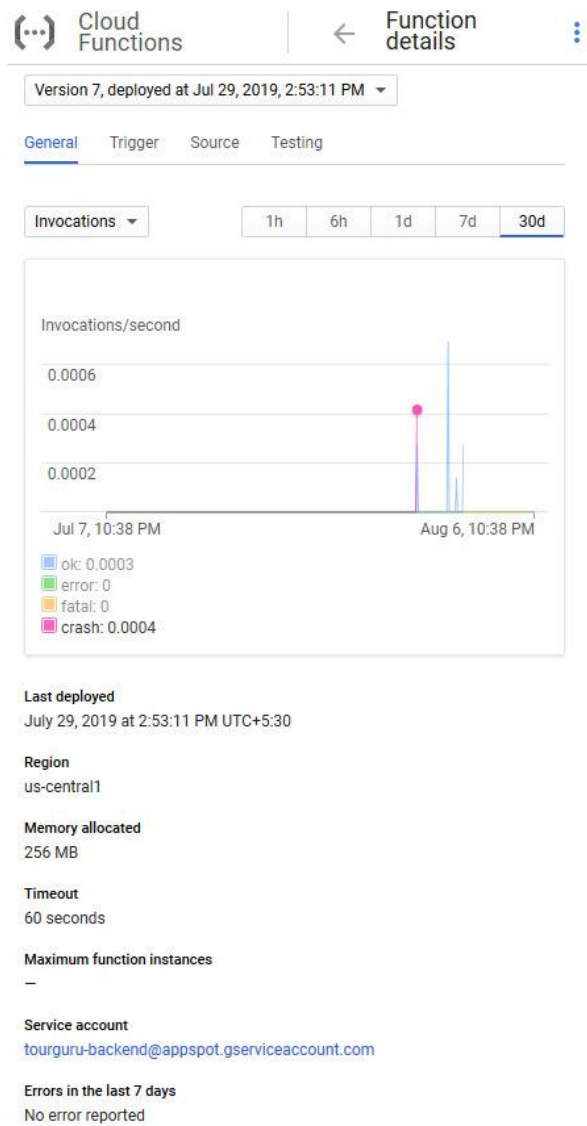 Cloud
Functions
Function
details
Version 7, deployed at Jul 29, 2019, 2:53:11 PM
General Trigger Source Testing
Invocations 1h 6h 1d 7d 30d
Invocations/second
0.0006
0.0004
0.0002
Jul 7, 10:38 PM Aug 6, 10:38 PM
ok: 0.0003
error: 0
fatal: 0
crash: 0.0004
Last deployed
July 29, 2019 at 2:53:11 PM UTC+5:30
Region
us-central1
Memory allocated
256 MB
Timeout
60 seconds
Maximum function instances
—
Service account
tourguru-backend@appspot.gserviceaccount.com
Errors in the last 7 days
No error reported